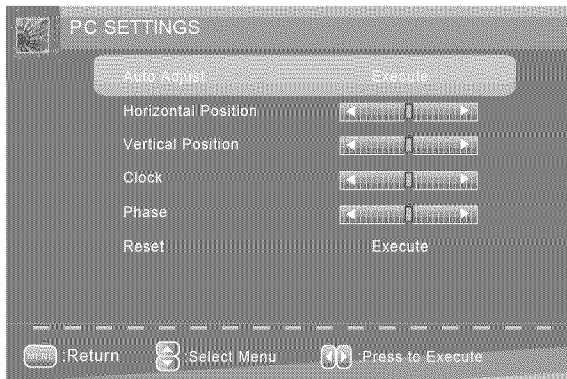 PC SETTINGS
Auto Adjust Execute
Horizontal Position
Vertical Position
Clock
Phase
Reset Execute
MENU :Return :Select Menu :Press to Execute